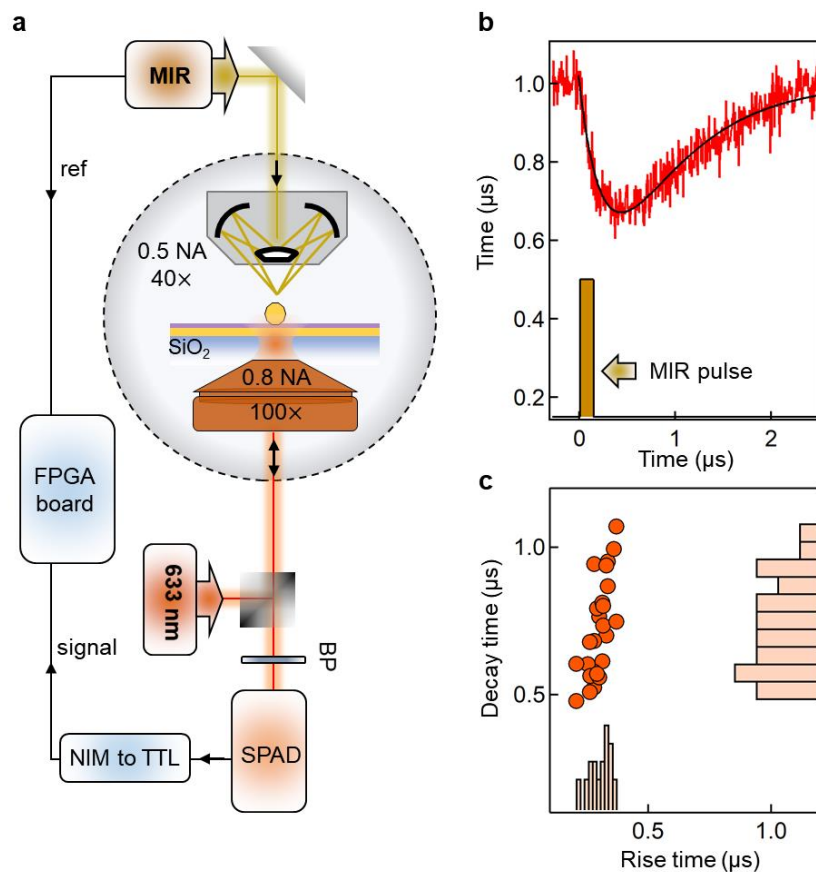 a
MIR
ref
0.5 NA
40×
SiO₂
0.8 NA
100×
FPGA
board
633 nm
signal
BP
NIM to TTL
SPAD
b
1.0
0.8
0.6
0.4
0.2
Time (μs)
MIR pulse
0
1
2
Time (μs)
c
1.0
0.5
Decay time (μs)
0.5
1.0
Rise time (μs)